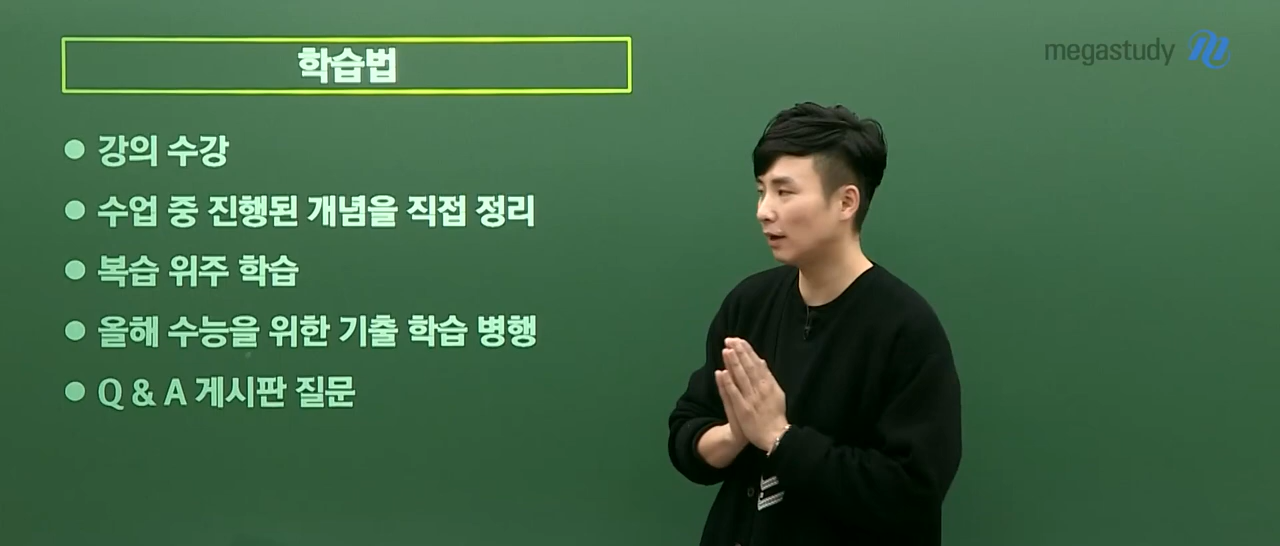 학습법
megastudy
● 강의 수강
● 수업 중 진행된 개념을 직접 정리
● 복습 위주 학습
● 올해 수능을 위한 기출 학습 병행
● Q & A 게시판 질문